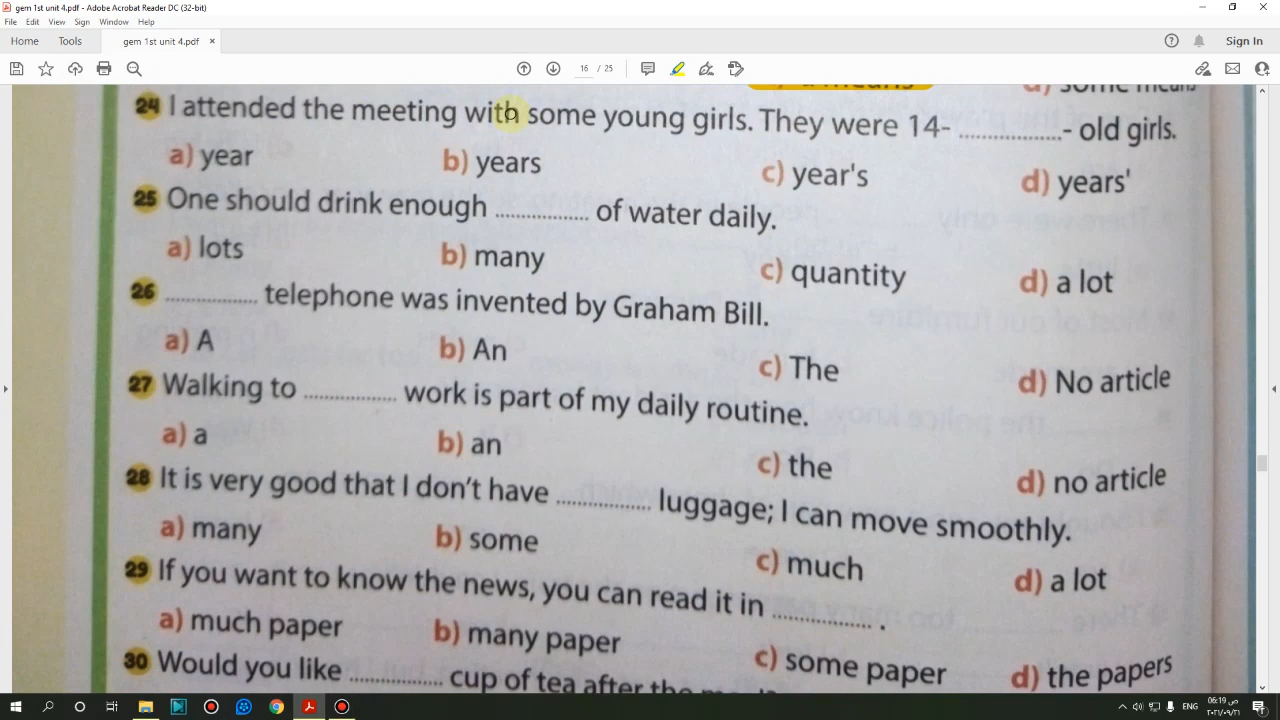 gem 1st unit 4.pdf - Adobe Acrobat Reader DC (32-bit)
File Edit View Sign Window Help
Home Tools gem 1st unit 4.pdf × Sign In
16 / 25
24 I attended the meeting with some young girls. They were 14- ................- old girls.
a) year b) years c) year's d) years'
25 One should drink enough ................ of water daily.
a) lots b) many c) quantity d) a lot
26 ................ telephone was invented by Graham Bill.
a) A b) An c) The d) No article
27 Walking to ................ work is part of my daily routine.
a) a b) an c) the d) no article
28 It is very good that I don't have ................ luggage; I can move smoothly.
a) many b) some c) much d) a lot
29 If you want to know the news, you can read it in ................ .
a) much paper b) many paper c) some paper d) the papers
30 Would you like ................ cup of tea after the
ENG ص 06:19
٢٠٢١/٠٩/٢١